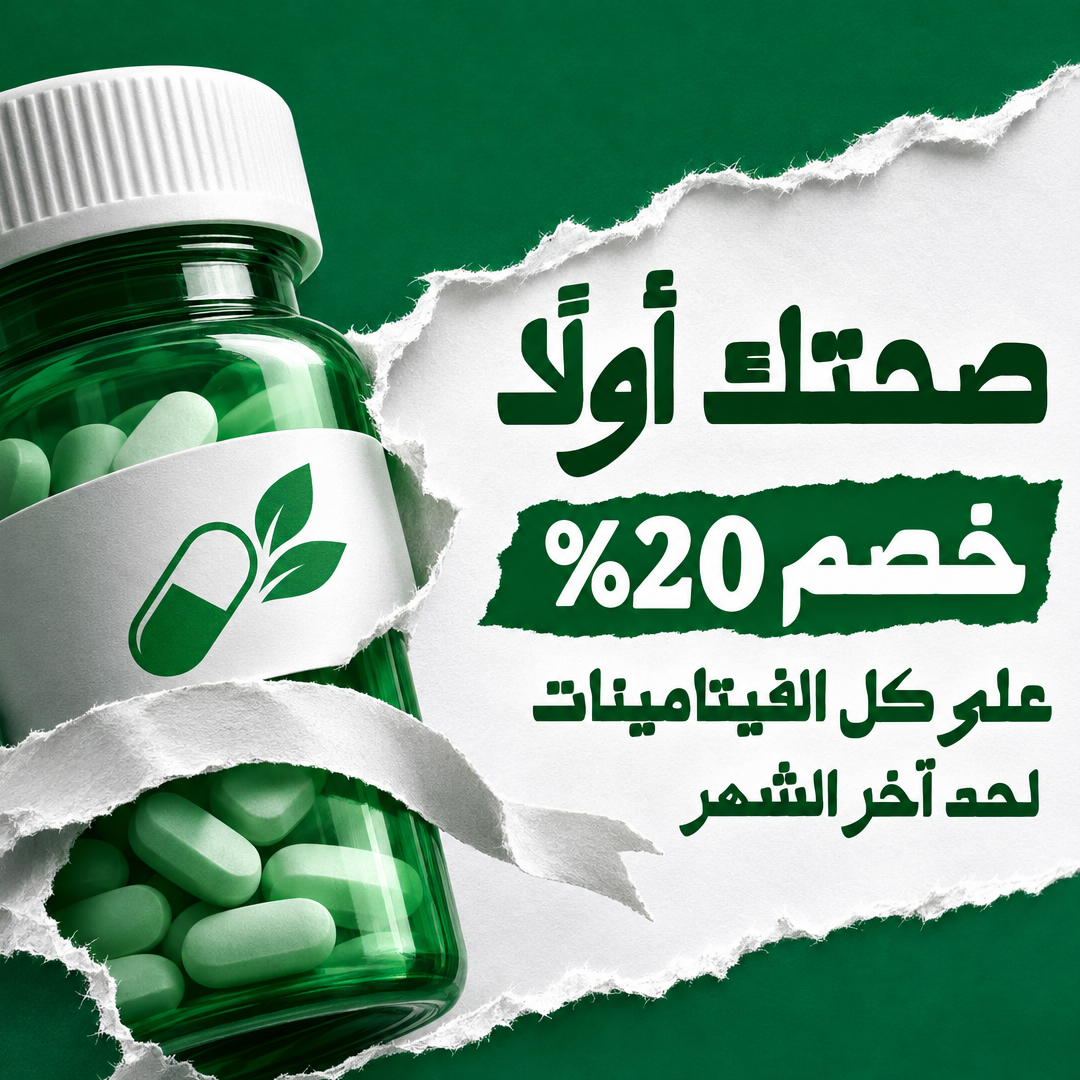 صحتك أولًا
خصم 20%
على كل الفيتامينات
لحد آخر الشهر